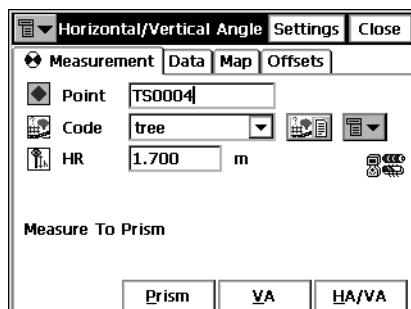 Horizontal/Vertical Angle Settings Close
Measurement Data Map Offsets
Point TS0004
Code tree
HR 1.700 m
Measure To Prism
Prism VA HA/VA